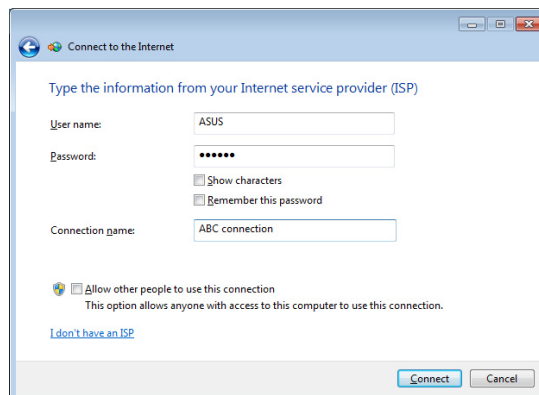 Connect to the Internet
Type the information from your Internet service provider (ISP)
User name: ASUS
Password: ••••••
Show characters
Remember this password
Connection name: ABC connection
Allow other people to use this connection
This option allows anyone with access to this computer to use this connection.
I don't have an ISP
Connect Cancel